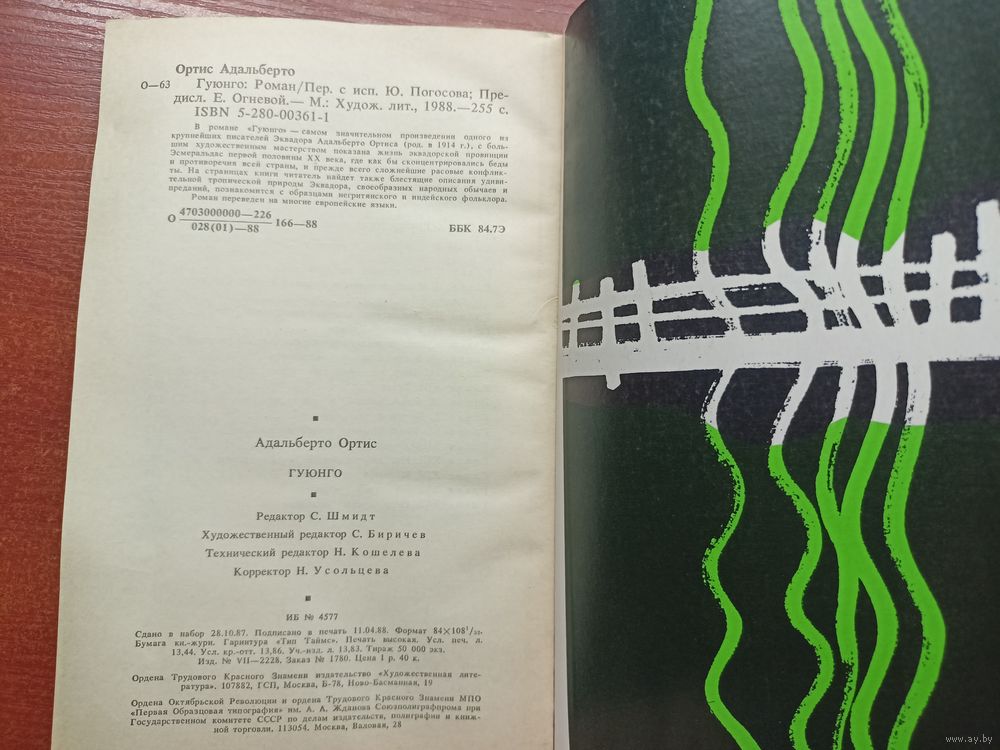 Ортис Адальберто
О—63 Гуюнго: Роман/Пер. с исп. Ю. Погосова; Пре-
дисл. Е. Огневой.— М.: Худож. лит., 1988.—255 с.
ISBN 5-280-00361-1
В романе «Гуюнго» — самом значительном произведении одного из
крупнейших писателей Эквадора Адальберто Ортиса (род. в 1914 г.), с боль-
шим художественным мастерством показана жизнь эквадорской провинции
Эсмеральдас первой половины XX века, где как бы сконцентрировались беды
и противоречия всей страны, и прежде всего сложнейшие расовые конфлик-
ты. На страницах книги читатель найдет также блестящие описания удиви-
тельной тропической природы Эквадора, своеобразных народных обычаев и
преданий, познакомится с образцами негритянского и индейского фольклора.
Роман переведен на многие европейские языки.
О 4703000000—226
028(01)—88 166—88 ББК 84.7Э
Адальберто Ортис
ГУЮНГО
Редактор С. Шмидт
Художественный редактор С. Биричев
Технический редактор Н. Кошелева
Корректор Н. Усольцева
ИБ № 4577
Сдано в набор 28.10.87. Подписано в печать 11.04.88. Формат 84×108¹/₃₂.
Бумага кн.-журн. Гарнитура «Тип Таймс». Печать высокая. Усл. печ. л.
13,44. Усл. кр.-отт. 13,86. Уч.-изд. л. 13,83. Тираж 50 000 экз.
Изд. № VII—2228. Заказ № 1780. Цена 1 р. 40 к.
Ордена Трудового Красного Знамени издательство «Художественная лите-
ратура». 107882, ГСП, Москва, Б-78, Ново-Басманная, 19
Ордена Октябрьской Революции и ордена Трудового Красного Знамени МПО
«Первая Образцовая типография» им. А. А. Жданова Союзполиграфпрома при
Государственном комитете СССР по делам издательств, полиграфии и книж-
ной торговли. 113054. Москва, Валовая, 28
www.ay.by